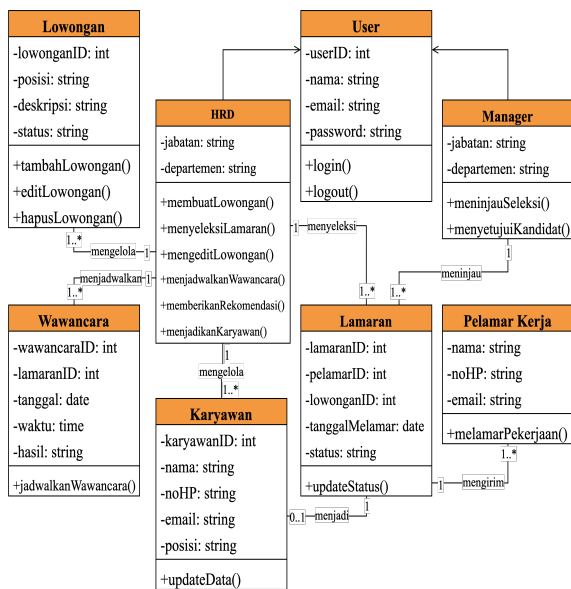 Lowongan
-lowonganID: int
-posisi: string
-deskripsi: string
-status: string
+tambahLowongan()
+editLowongan()
+hapusLowongan()
User
-userID: int
-nama: string
-email: string
-password: string
+login()
+logout()
HRD
-jabatan: string
-departemen: string
+membuatLowongan()
+menyeleksiLamaran()
+mengeditLowongan()
+menjadwalkanWawancara()
+memberikanRekomendasi()
+menjadikanKaryawan()
Manager
-jabatan: string
-departemen: string
+meninjauSeleksi()
+menyetujuiKandidat()
1..*
mengelola
1
menjadwalkan
1
1..*
1
menyeleksi
1..*
1
meninjau
1..*
Wawancara
-wawancaraID: int
-lamaranID: int
-tanggal: date
-waktu: time
-hasil: string
+jadwalkanWawancara()
1
mengelola
1..*
Karyawan
-karyawanID: int
-nama: string
-noHP: string
-email: string
-posisi: string
+updateData()
Lamaran
-lamaranID: int
-pelamarID: int
-lowonganID: int
-tanggalMelamar: date
-status: string
+updateStatus()
Pelamar Kerja
-nama: string
-noHP: string
-email: string
+melamarPekerjaan()
1..*
1
mengirim
0..1
menjadi
1